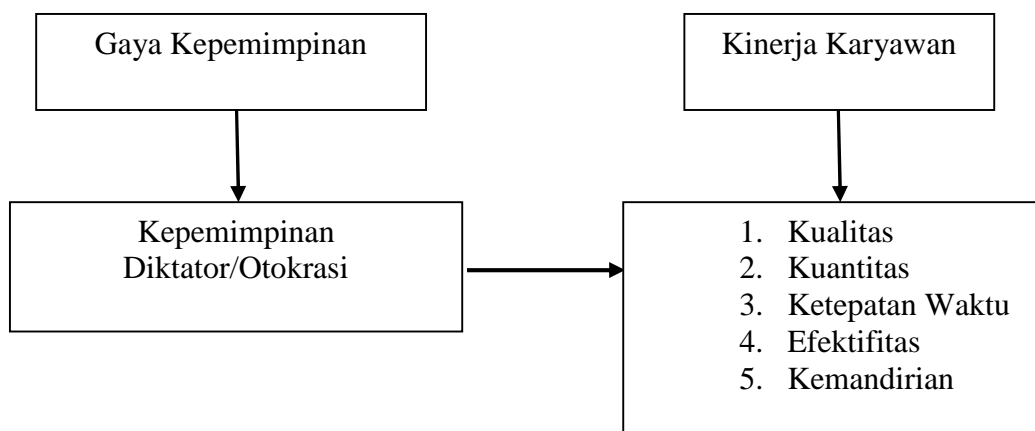 Gaya Kepemimpinan
Kinerja Karyawan
Kepemimpinan
Diktator/Otokrasi
1. Kualitas
2. Kuantitas
3. Ketepatan Waktu
4. Efektifitas
5. Kemandirian